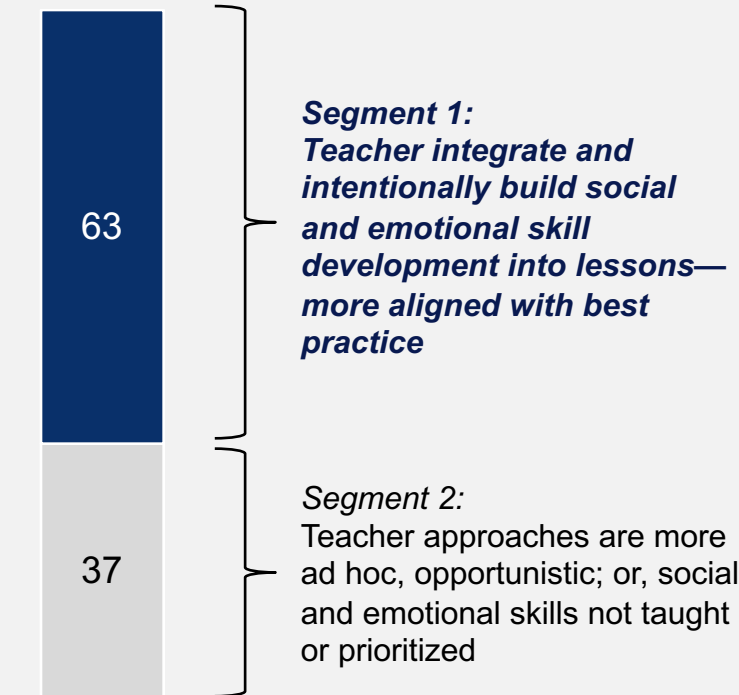 63
Segment 1:
Teacher integrate and
intentionally build social
and emotional skill
development into lessons—
more aligned with best
practice
37
Segment 2:
Teacher approaches are more
ad hoc, opportunistic; or, social
and emotional skills not taught
or prioritized